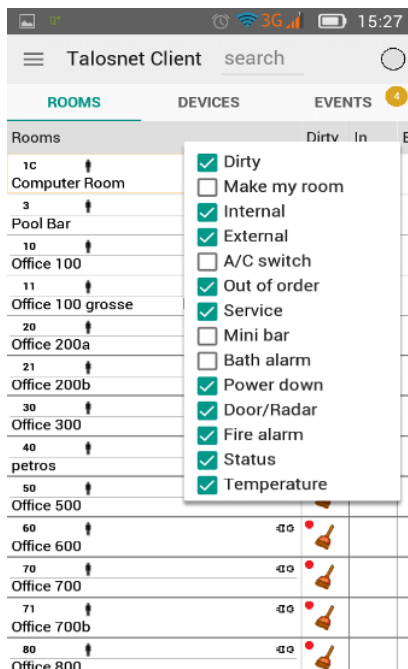 3G 15:27
Talosnet Client search
ROOMS DEVICES EVENTS 4
Rooms Dirty In E
1C
Computer Room
3
Pool Bar
10
Office 100
11
Office 100 grosse
20
Office 200a
21
Office 200b
30
Office 300
40
petros
50
Office 500
60
Office 600
70
Office 700
71
Office 700b
80
Office 800
Dirty
Make my room
Internal
External
A/C switch
Out of order
Service
Mini bar
Bath alarm
Power down
Door/Radar
Fire alarm
Status
Temperature